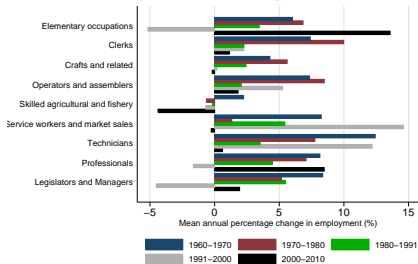 Elementary occupations
Clerks
Crafts and related
Operators and assemblers
Skilled agricultural and fishery
Service workers and market sales
Technicians
Professionals
Legislators and Managers
−5 0 5 10 15
Mean annual percentage change in employment (%)
1960−1970 1970−1980 1980−1991
1991−2000 2000−2010